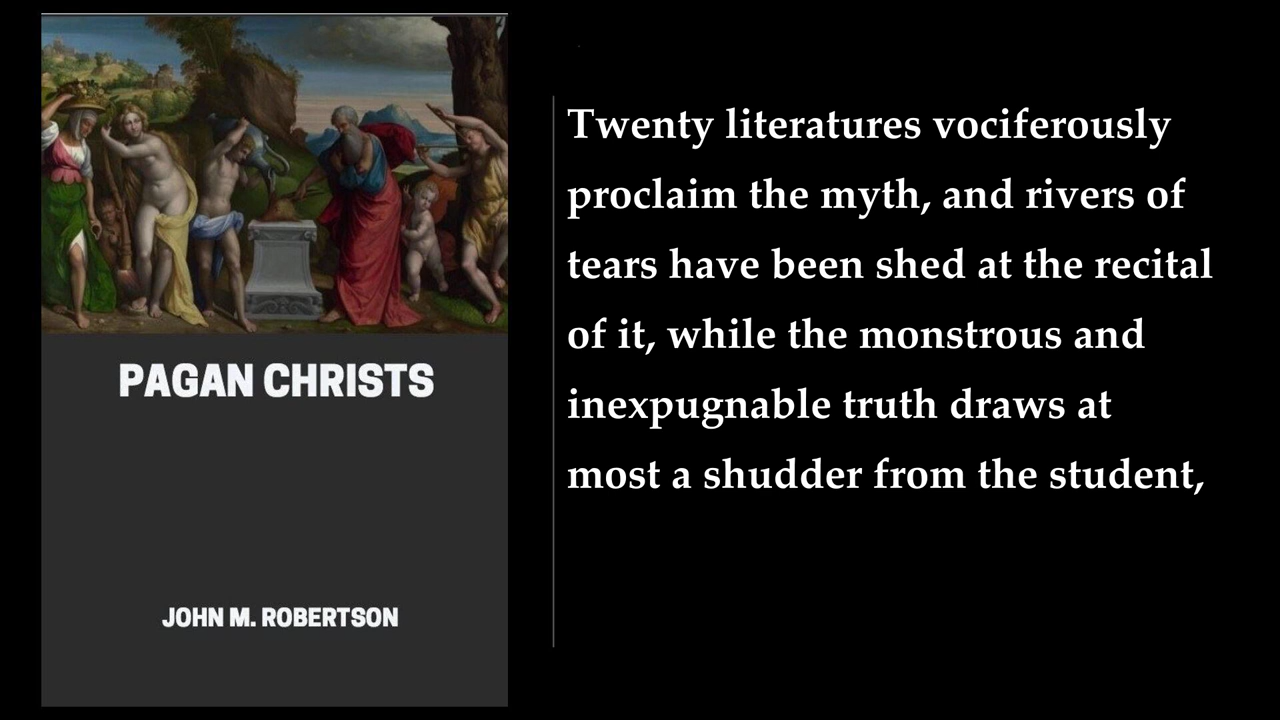 PAGAN CHRISTS
JOHN M. ROBERTSON
Twenty literatures vociferously
proclaim the myth, and rivers of
tears have been shed at the recital
of it, while the monstrous and
inexpugnable truth draws at
most a shudder from the student,